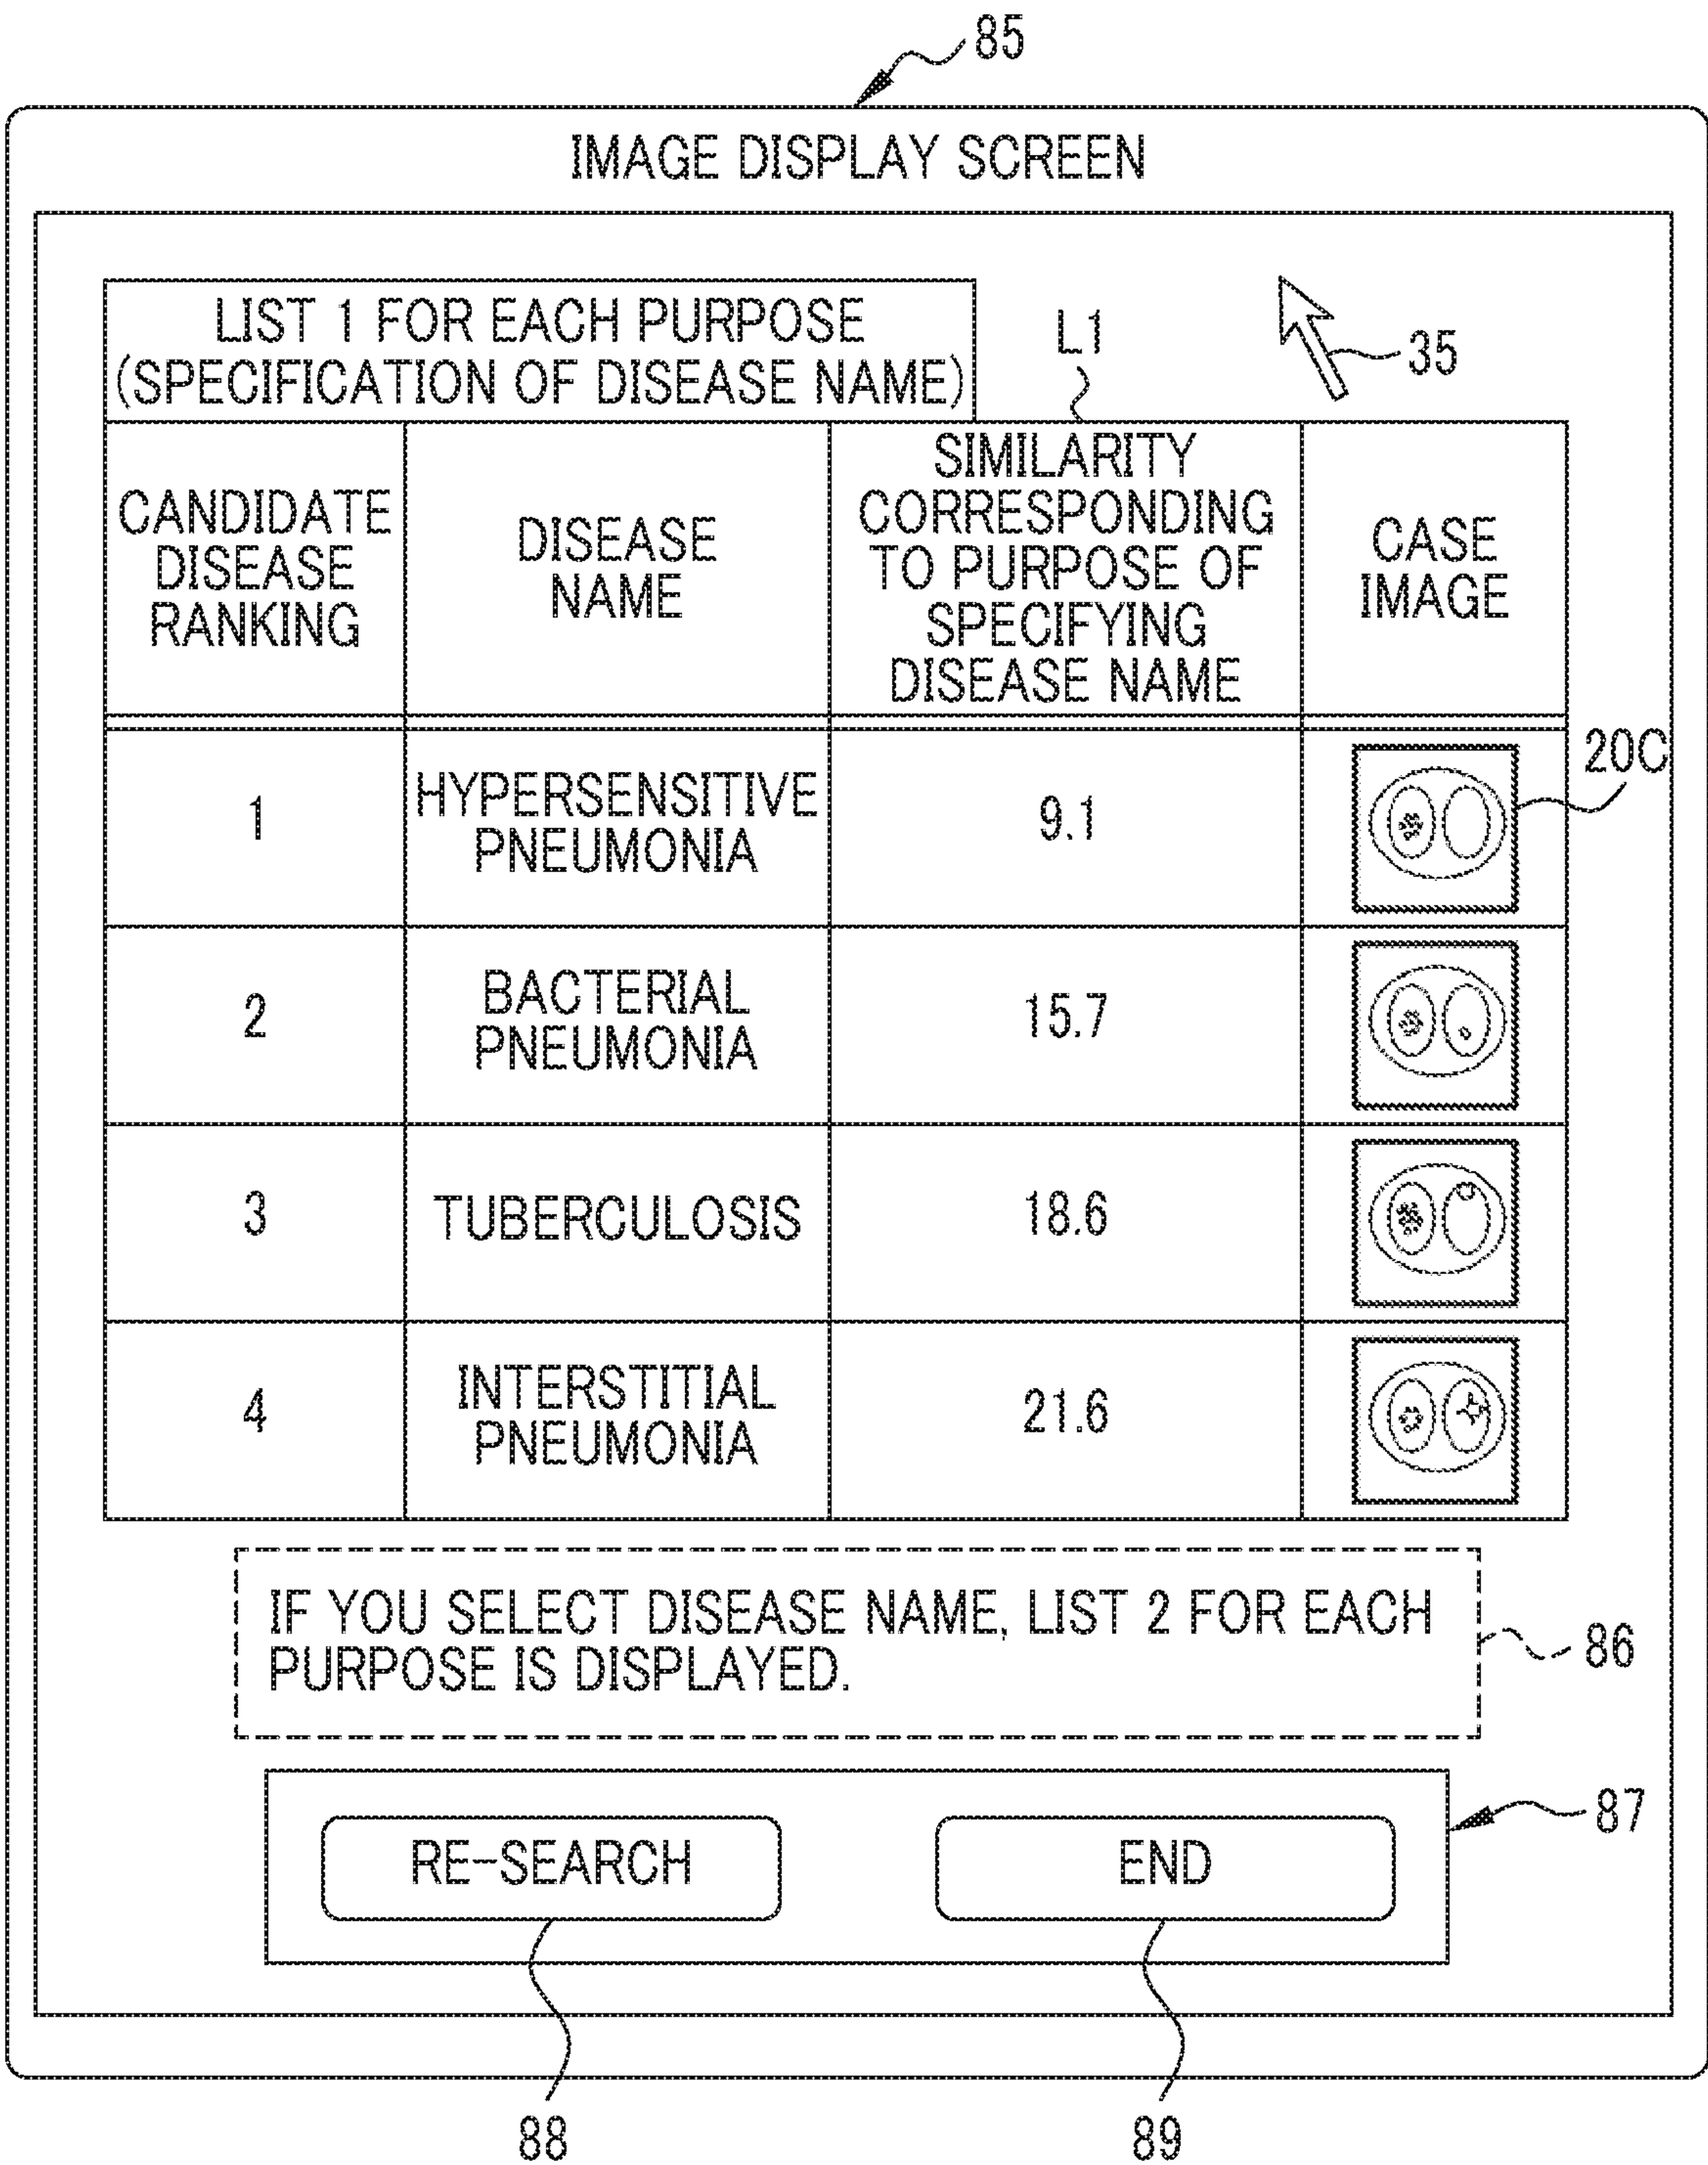 85
IMAGE DISPLAY SCREEN
LIST 1 FOR EACH PURPOSE
(SPECIFICATION OF DISEASE NAME)
L1
35
CANDIDATE
DISEASE
RANKING
DISEASE
NAME
SIMILARITY
CORRESPONDING
TO PURPOSE OF
SPECIFYING
DISEASE NAME
CASE
IMAGE
20C
1
HYPERSENSITIVE
PNEUMONIA
9.1
2
BACTERIAL
PNEUMONIA
15.7
3
TUBERCULOSIS
18.6
4
INTERSTITIAL
PNEUMONIA
21.6
IF YOU SELECT DISEASE NAME, LIST 2 FOR EACH
PURPOSE IS DISPLAYED.
86
87
RE-SEARCH
END
88
89